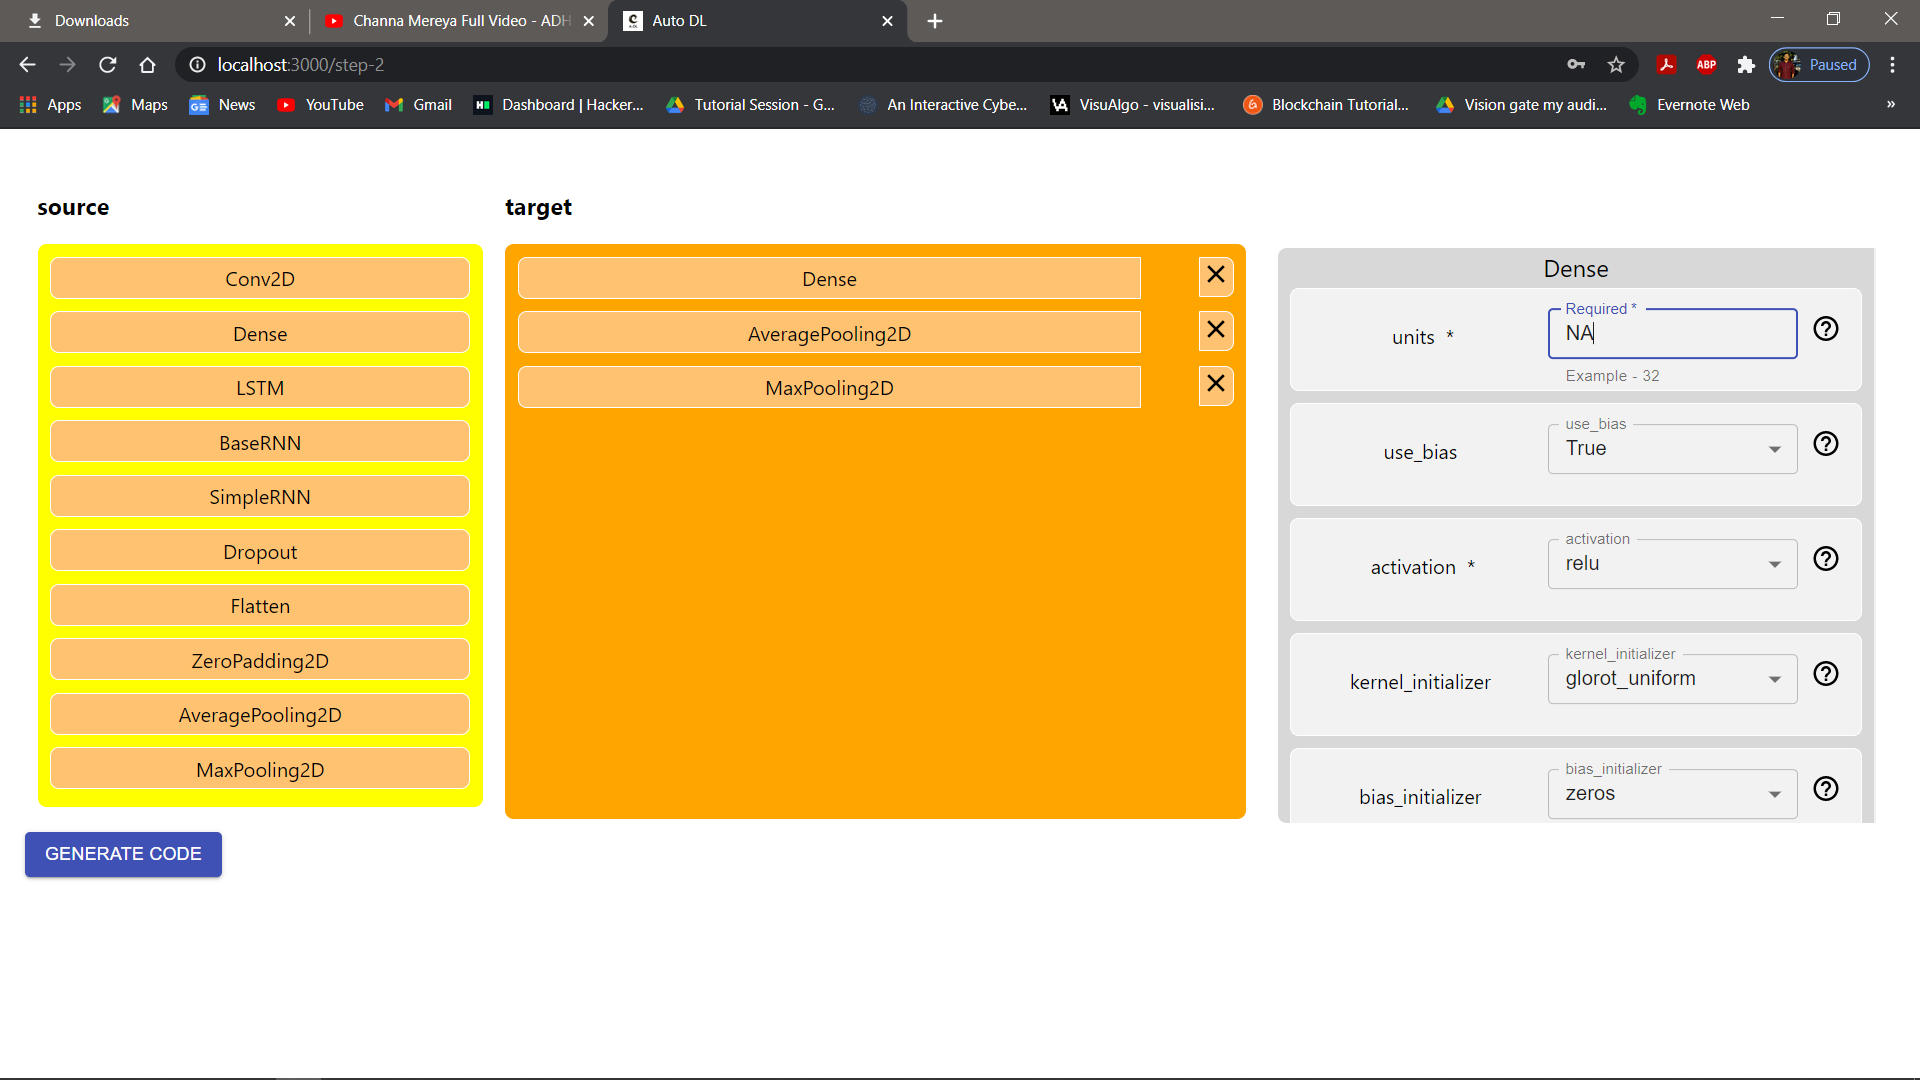 Downloads
Channa Mereya Full Video - ADH
Auto DL
localhost:3000/step-2
ABP
Paused
Apps
Maps
News
YouTube
Gmail
Dashboard | Hacker...
Tutorial Session - G...
An Interactive Cybe...
VisuAlgo - visualisi...
Blockchain Tutorial...
Vision gate my audi...
Evernote Web
»
source
Conv2D
Dense
LSTM
BaseRNN
SimpleRNN
Dropout
Flatten
ZeroPadding2D
AveragePooling2D
MaxPooling2D
GENERATE CODE
target
Dense
AveragePooling2D
MaxPooling2D
Dense
units *
Required *
NA
Example - 32
use_bias
use_bias
True
activation *
activation
relu
kernel_initializer
kernel_initializer
glorot_uniform
bias_initializer
bias_initializer
zeros